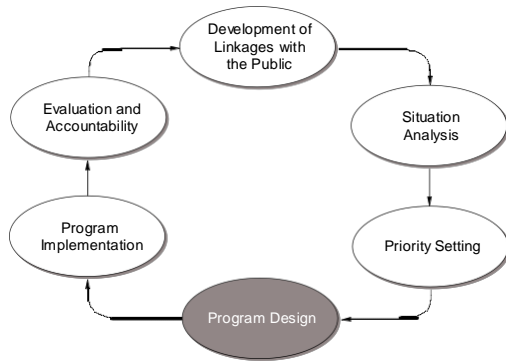 Development of
Linkages with
the Public
Situation
Analysis
Priority Setting
Program Design
Program
Implementation
Evaluation and
Accountability